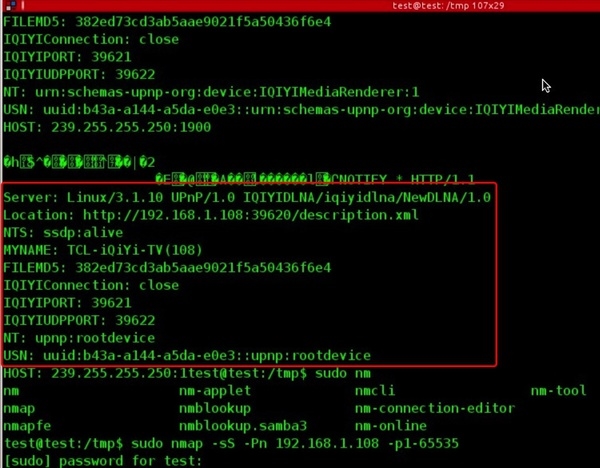 test@test: /tmp 107x29
FILEMD5: 382ed73cd3ab5aae9021f5a50436f6e4
IQIYIConnection: close
IQIYIPORT: 39621
IQIYIUDPPORT: 39622
NT: urn:schemas-upnp-org:device:IQIYIMediaRenderer:1
USN: uuid:b43a-a144-a5da-e0e3::urn:schemas-upnp-org:device:IQIYIMediaRender
HOST: 239.255.255.250:1900
CNOTIFY * HTTP/1.1
Server: Linux/3.1.10 UPnP/1.0 IQIYIDLNA/iqiyidlna/NewDLNA/1.0
Location: http://192.168.1.108:39620/description.xml
NTS: ssdp:alive
MYNAME: TCL-iQiYi-TV(108)
FILEMD5: 382ed73cd3ab5aae9021f5a50436f6e4
IQIYIConnection: close
IQIYIPORT: 39621
IQIYIUDPPORT: 39622
NT: upnp:rootdevice
USN: uuid:b43a-a144-a5da-e0e3::upnp:rootdevice
HOST: 239.255.255.250:1test@test:/tmp$ sudo nm
nm nm-applet nmcli nm-tool
nmap nmblookup nm-connection-editor
nmapfe nmblookup.samba3 nm-online
test@test:/tmp$ sudo nmap -sS -Pn 192.168.1.108 -p1-65535
[sudo] password for test: